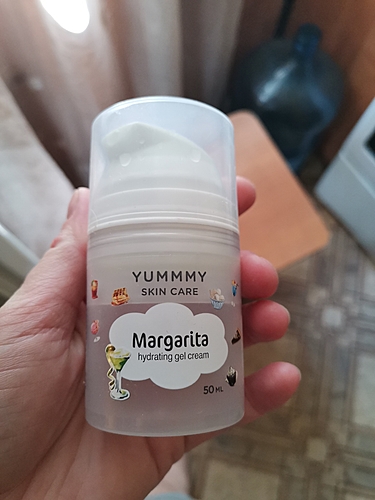 YUMMMY
SKIN CARE
Margarita
hydrating gel cream
50 ML